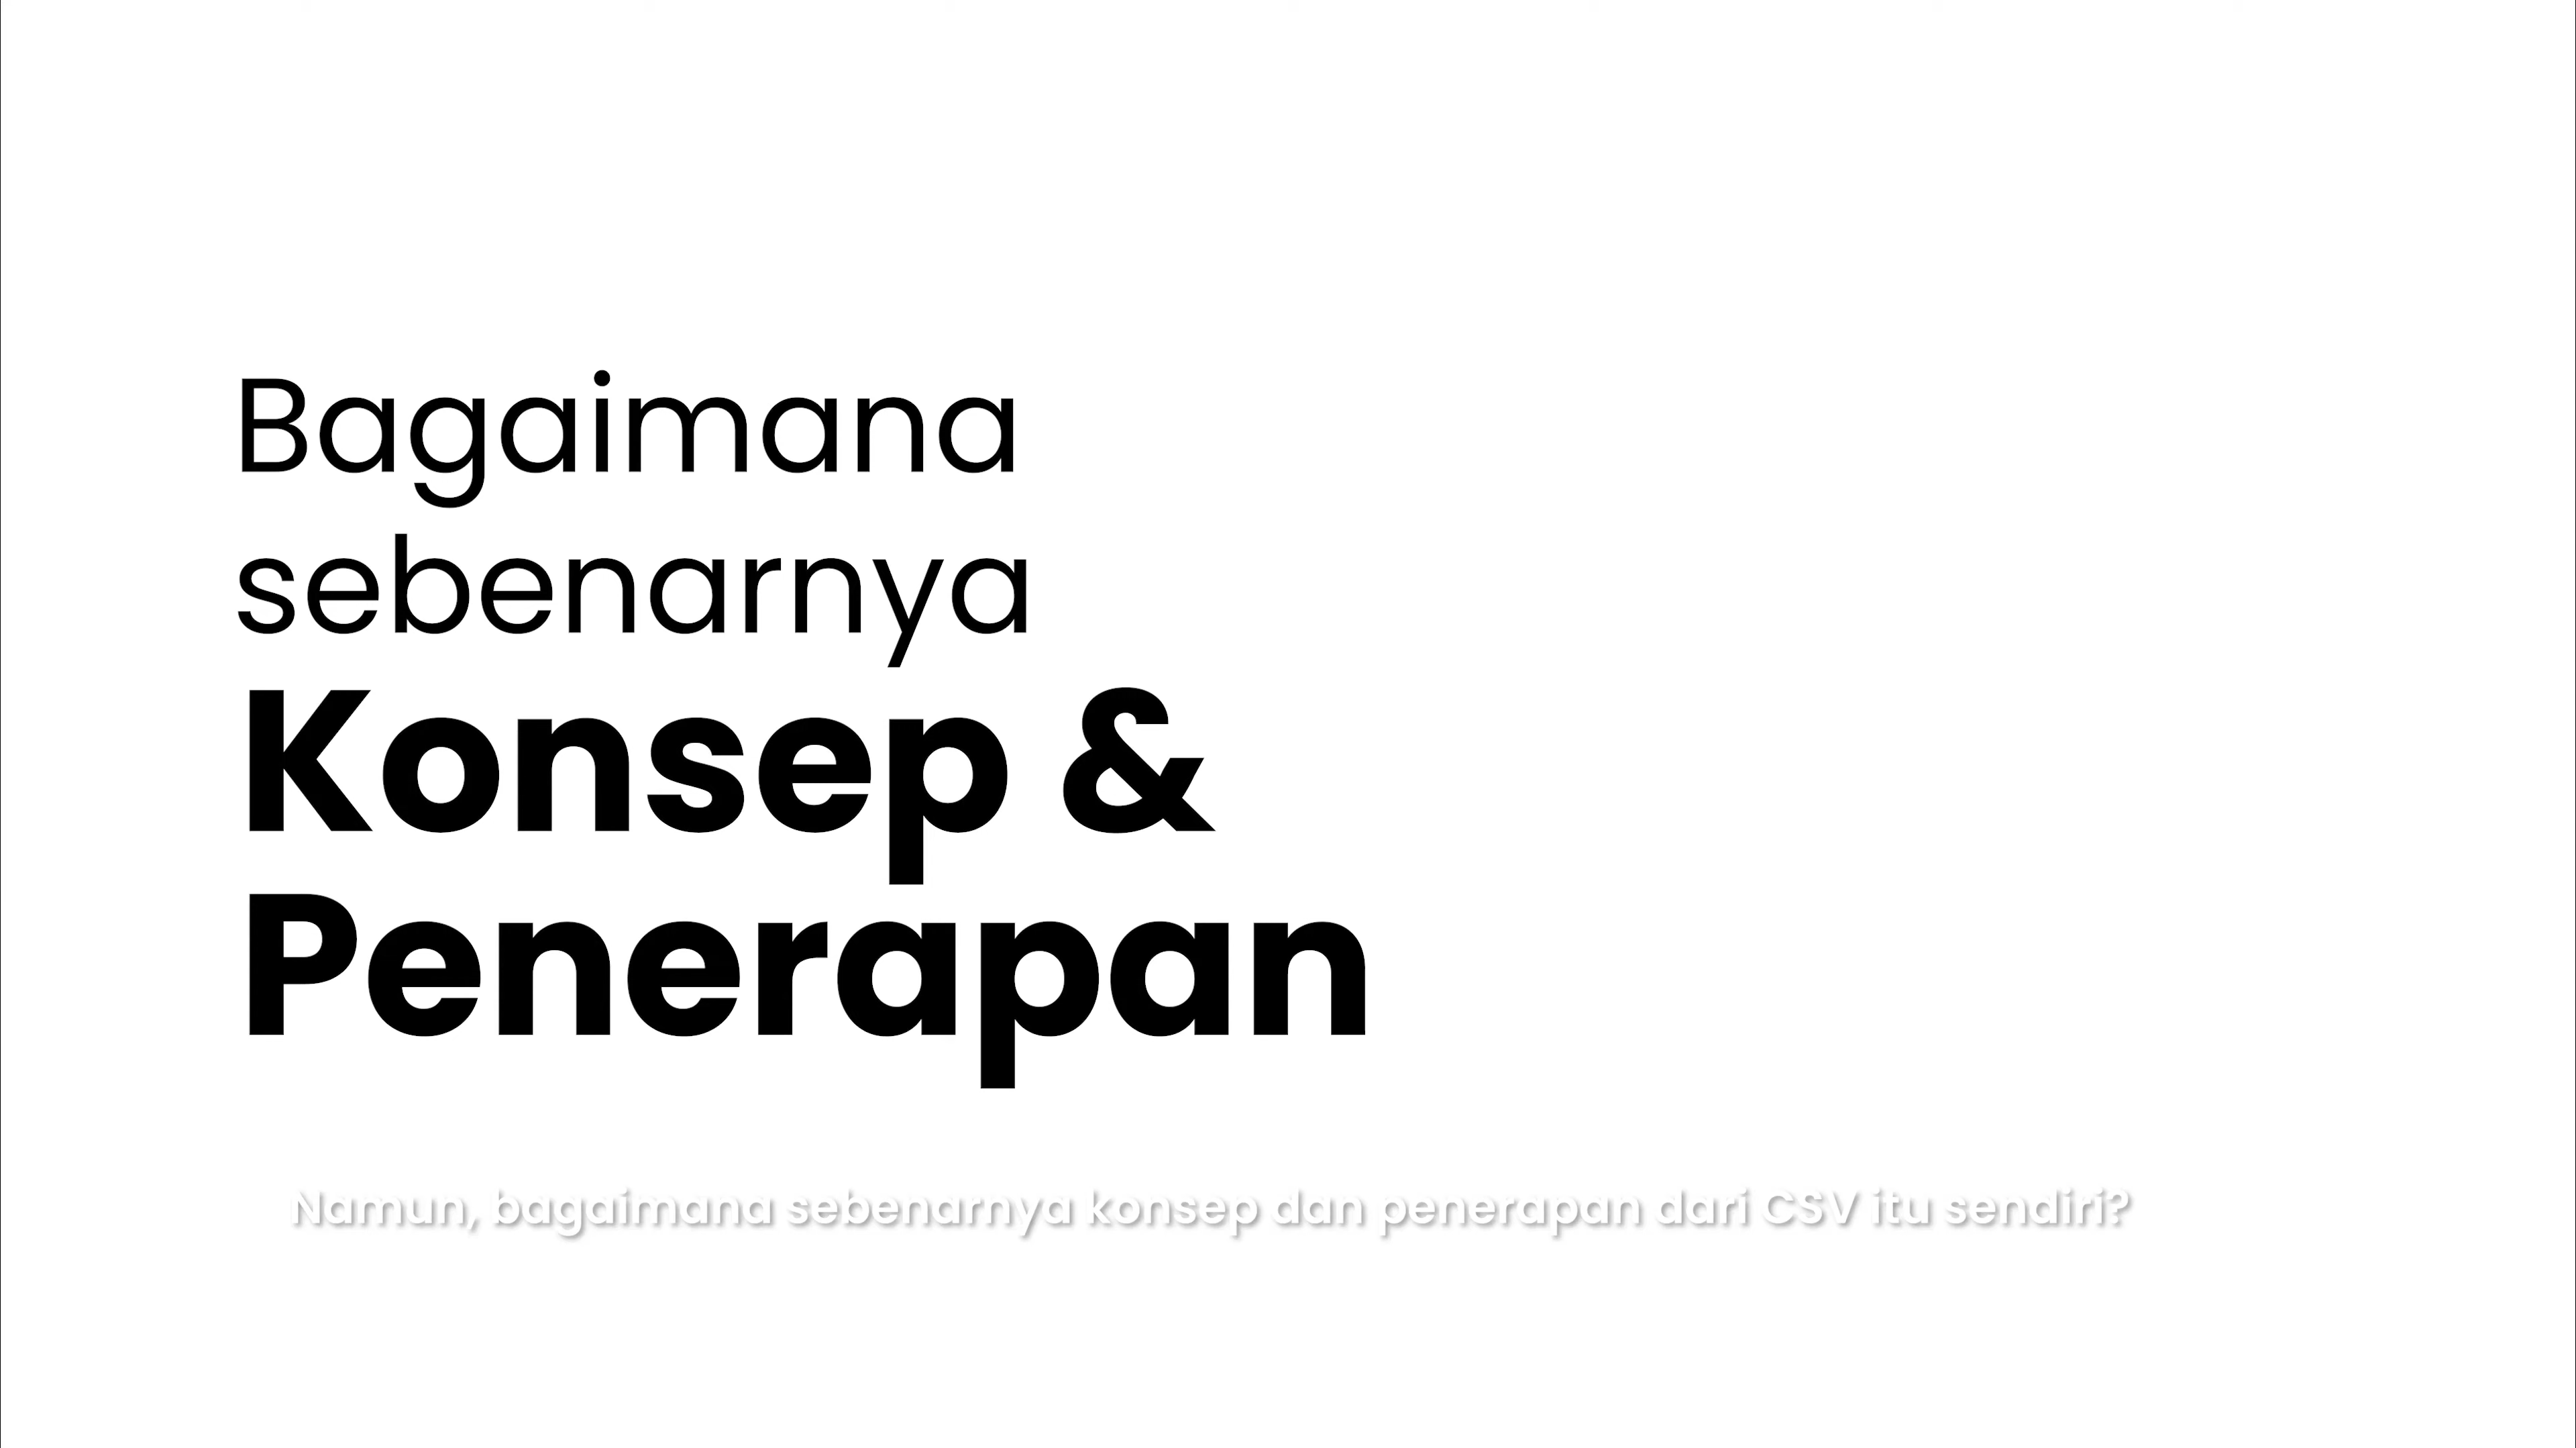 Bagaimana
sebenarnya
Konsep &
Penerapan
Namun, bagaimana sebenarnya konsep dan penerapan dari CSV itu sendiri?